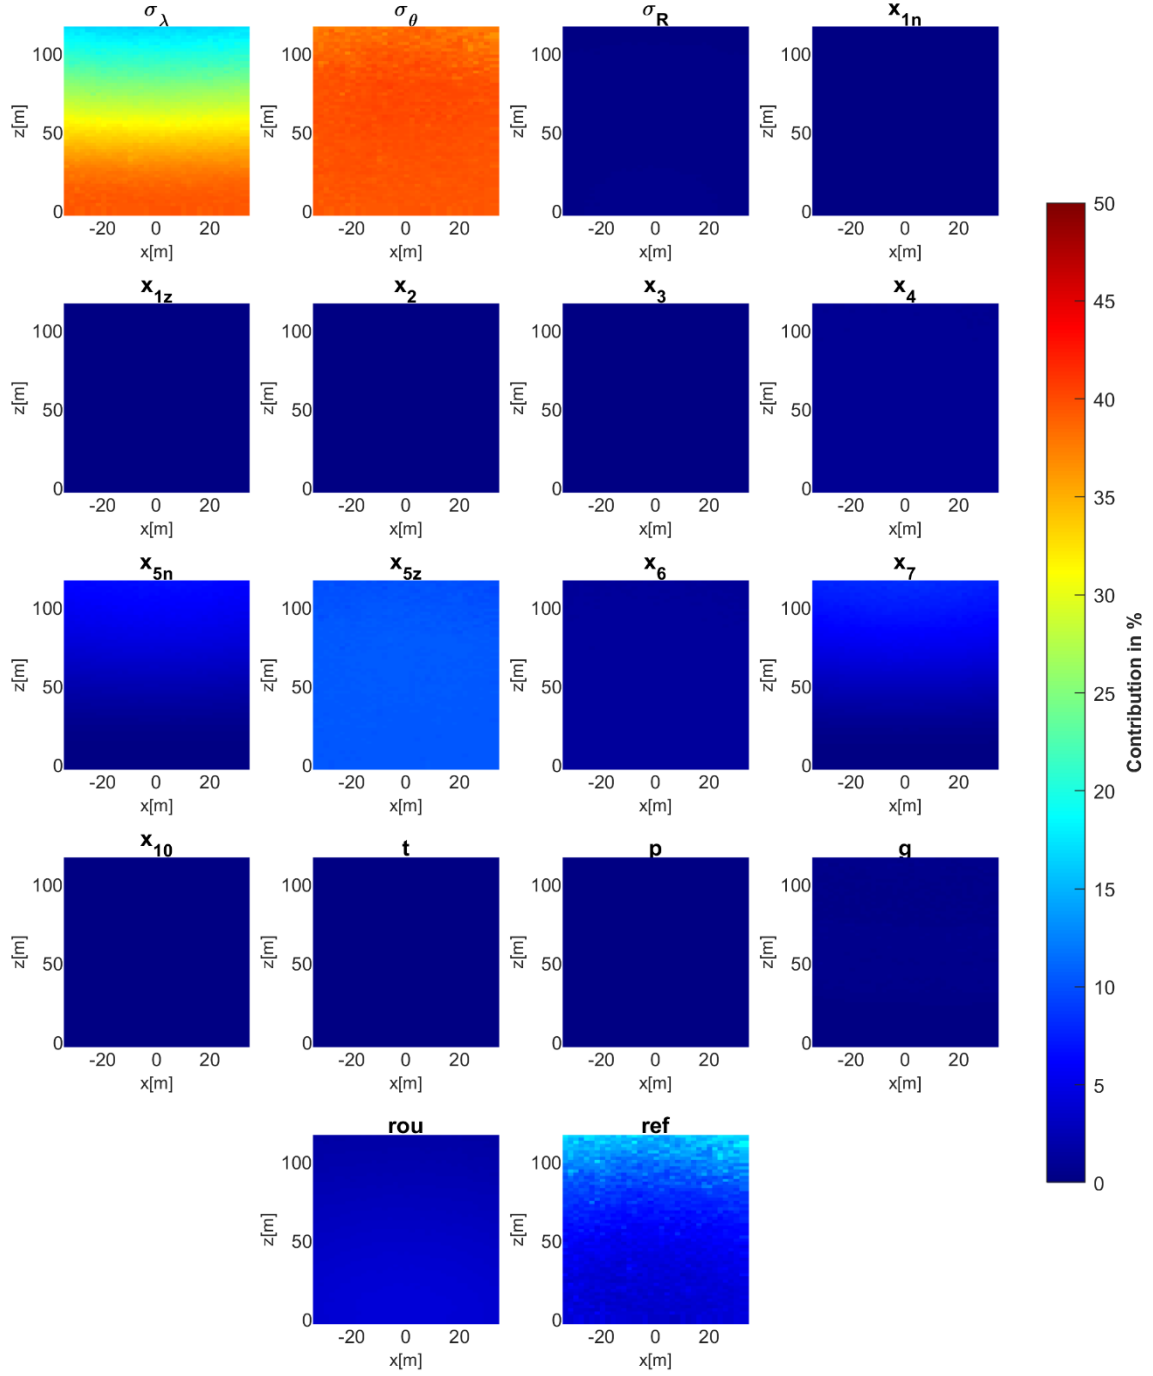 σλ σθ σR x1n
100 100 100 100
z[m] z[m] z[m] z[m]
50 50 50 50
0 0 0 0
-20 0 20 -20 0 20 -20 0 20 -20 0 20
x[m] x[m] x[m] x[m]
x1z x2 x3 x4
100 100 100 100
z[m] z[m] z[m] z[m]
50 50 50 50
0 0 0 0
-20 0 20 -20 0 20 -20 0 20 -20 0 20
x[m] x[m] x[m] x[m]
x5n x5z x6 x7
100 100 100 100
z[m] z[m] z[m] z[m]
50 50 50 50
0 0 0 0
-20 0 20 -20 0 20 -20 0 20 -20 0 20
x[m] x[m] x[m] x[m]
x10 t p g
100 100 100 100
z[m] z[m] z[m] z[m]
50 50 50 50
0 0 0 0
-20 0 20 -20 0 20 -20 0 20 -20 0 20
x[m] x[m] x[m] x[m]
rou ref
100 100
z[m] z[m]
50 50
0 0
-20 0 20 -20 0 20
x[m] x[m]
50
45
40
35
30
25
20
15
10
5
0
Contribution in %